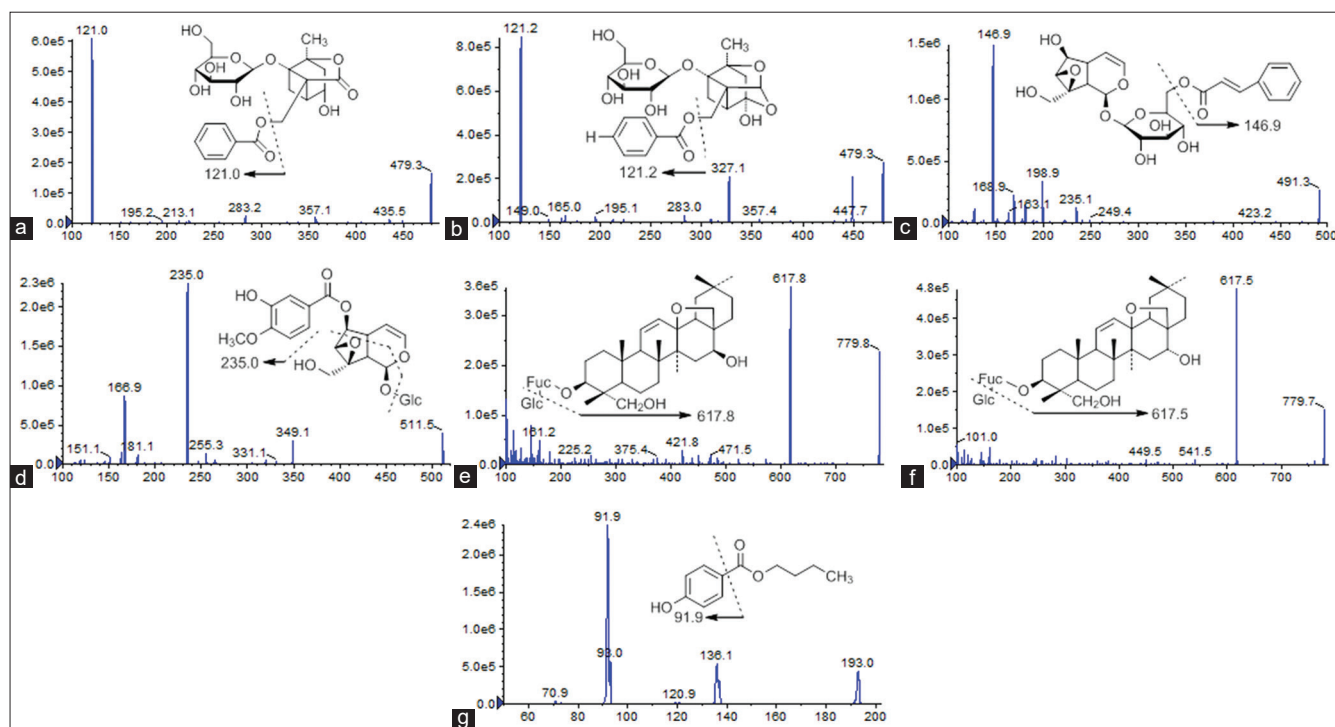 121.0
6.0e5
5.0e5
4.0e5
3.0e5
2.0e5
1.0e5
0.0
HO
CH3
O
OH
HO
OH
O
O
O
OH
O
O
121.0
479.3
195.2 213.1 283.2 357.1 435.5
100 150 200 250 300 350 400 450
a
121.2
8.0e5
6.0e5
4.0e5
2.0e5
0.0
HO
CH3
O
OH
HO
OH
O
O
O
O
OH
H
O
O
121.2
327.1
479.3
149.0 165.0 195.1 283.0 357.4 447.7
100 150 200 250 300 350 400 450
b
146.9
1.5e6
1.0e6
5.0e5
0.0
HO
O
O
HO
O
O
O
OH
OH
OH
O
O
146.9
168.9 198.9
163.1 235.1 249.4 423.2 491.3
100 150 200 250 300 350 400 450 500
c
235.0
2.3e6
2.0e6
1.5e6
1.0e6
5.0e5
0.0
HO
OCH3
O
O
O
O
HO
O
Glc
235.0
166.9
151.1 181.1 255.3 331.1 349.1 511.5
100 150 200 250 300 350 400 450 500
d
617.8
3.6e5
3.0e5
2.0e5
1.0e5
0.0
O
OH
Fuc
Glc
O
CH2OH
617.8
779.8
161.2 225.2 375.4 421.8 471.5
100 200 300 400 500 600 700
e
617.5
4.8e5
4.0e5
3.0e5
2.0e5
1.0e5
0.0
O
OH
Fuc
Glc
O
CH2OH
617.5
779.7
101.0 449.5 541.5
100 200 300 400 500 600 700
f
91.9
2.4e6
2.0e6
1.5e6
1.0e6
5.0e5
0.0
O
O
CH3
HO
91.9
93.0 136.1 193.0
70.9 120.9
60 80 100 120 140 160 180 200
g